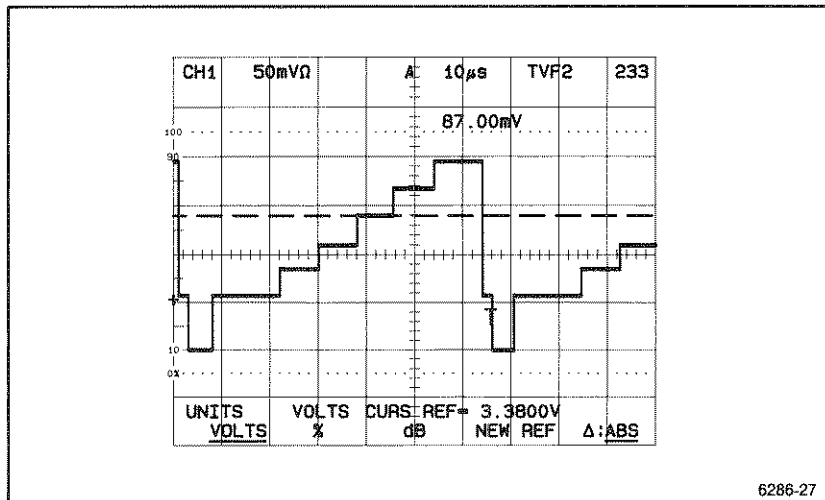 CH1 50mVΩ A 10µs TVF2 233
87.00mV
100
90
T
10
0%
UNITS VOLTS CURS REF= 3.3800V
VOLTS % dB NEW REF Δ:ABS
6286-27